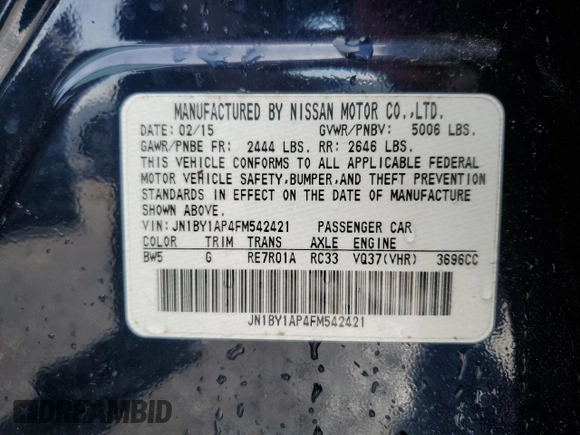 MANUFACTURED BY NISSAN MOTOR CO.,LTD.
DATE: 02/15 GVWR/PNBV: 5006 LBS.
GAWR/PNBE FR: 2444 LBS. RR: 2646 LBS.
THIS VEHICLE CONFORMS TO ALL APPLICABLE FEDERAL
MOTOR VEHICLE SAFETY,BUMPER,AND THEFT PREVENTION
STANDARDS IN EFFECT ON THE DATE OF MANUFACTURE
SHOWN ABOVE.
VIN:JN1BY1AP4FM542421 PASSENGER CAR
COLOR TRIM TRANS AXLE ENGINE
BW5 G RE7R01A RC33 VQ37(VHR) 3696CC
JN1BY1AP4FM542421
DREAMBID